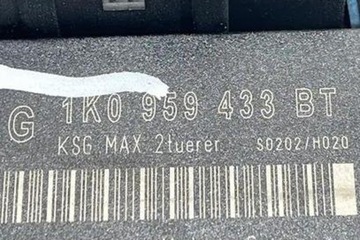 G 1K0 959 433 BT
KSG MAX 2tuerer. S0202/H020